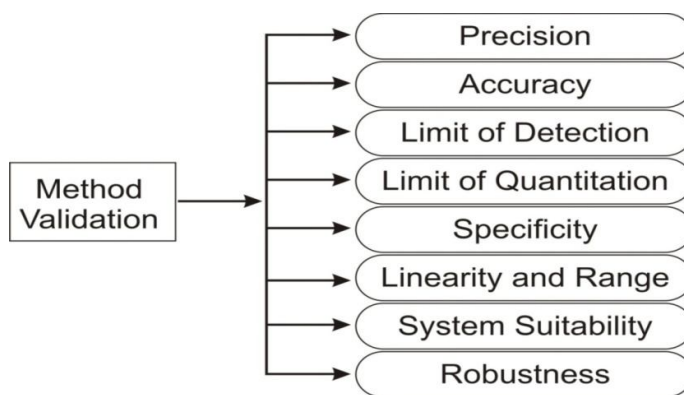 Method
Validation
Precision
Accuracy
Limit of Detection
Limit of Quantitation
Specificity
Linearity and Range
System Suitability
Robustness